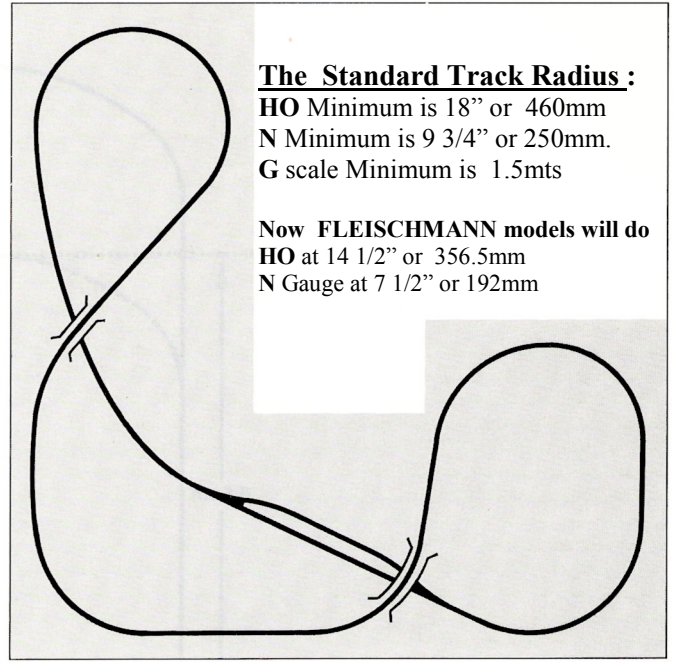 The Standard Track Radius :
HO Minimum is 18” or 460mm
N Minimum is 9 3/4” or 250mm.
G scale Minimum is 1.5mts
Now FLEISCHMANN models will do
HO at 14 1/2” or 356.5mm
N Gauge at 7 1/2” or 192mm